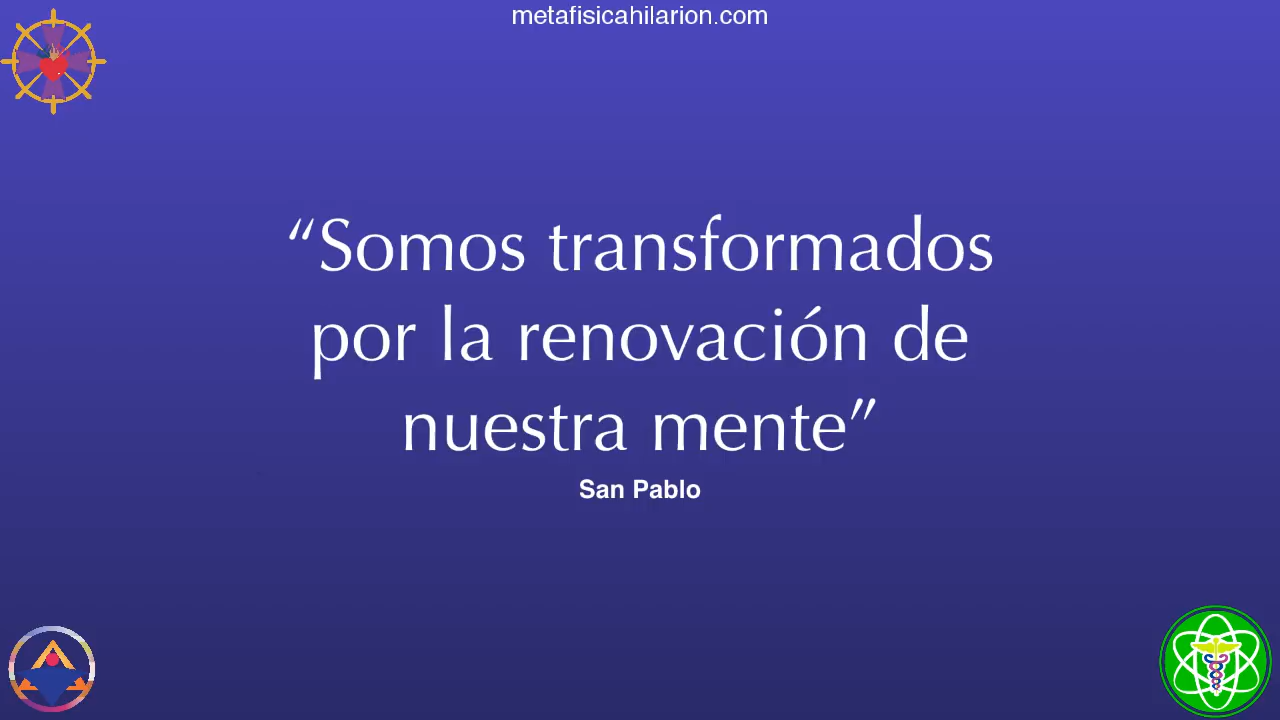 metafisicahilarion.com
“Somos transformados
por la renovación de
nuestra mente”
San Pablo